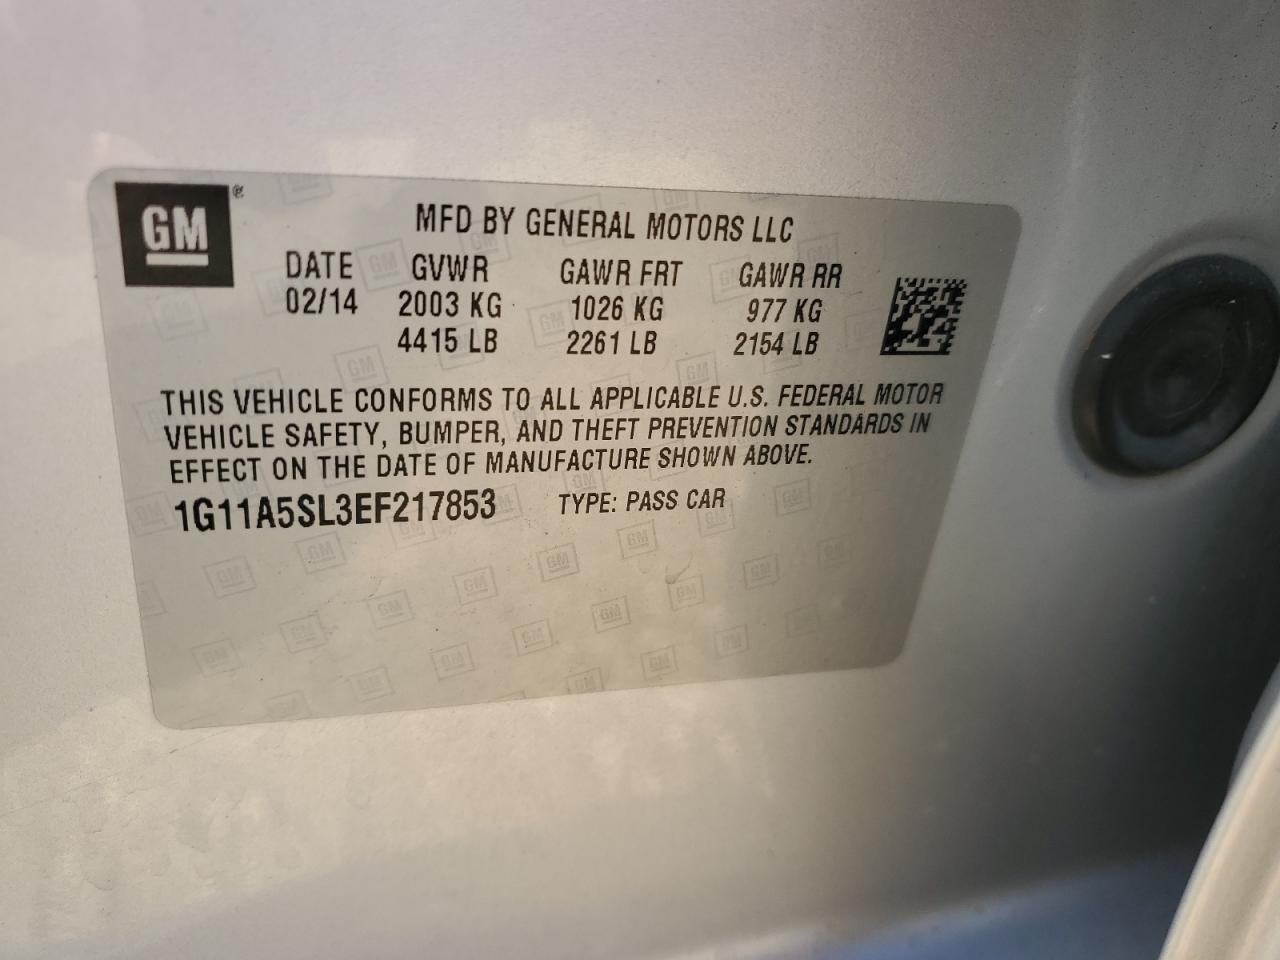 GM
MFD BY GENERAL MOTORS LLC
DATE GVWR GAWR FRT GAWR RR
02/14 2003 KG 1026 KG 977 KG
4415 LB 2261 LB 2154 LB
THIS VEHICLE CONFORMS TO ALL APPLICABLE U.S. FEDERAL MOTOR
VEHICLE SAFETY, BUMPER, AND THEFT PREVENTION STANDARDS IN
EFFECT ON THE DATE OF MANUFACTURE SHOWN ABOVE.
1G11A5SL3EF217853 TYPE: PASS CAR